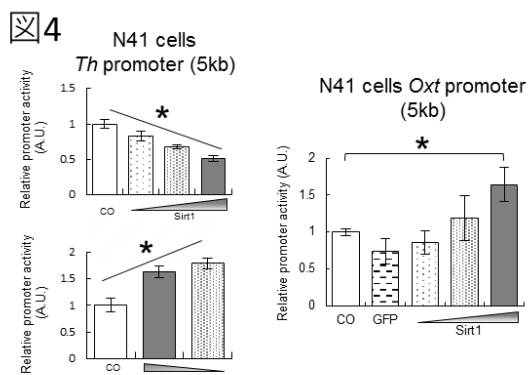 図4
N41 cells
Th promoter (5kb)
Relative promoter activity
(A.U.)
1.5
1
0.5
0
*
CO
Sirt1
Relative promoter activity
(A.U.)
2
1.5
1
0.5
0
*
CO
N41 cells Oxt promoter
(5kb)
Relative promoter activity (A.U.)
2
1.5
1
0.5
0
*
CO
GFP
Sirt1